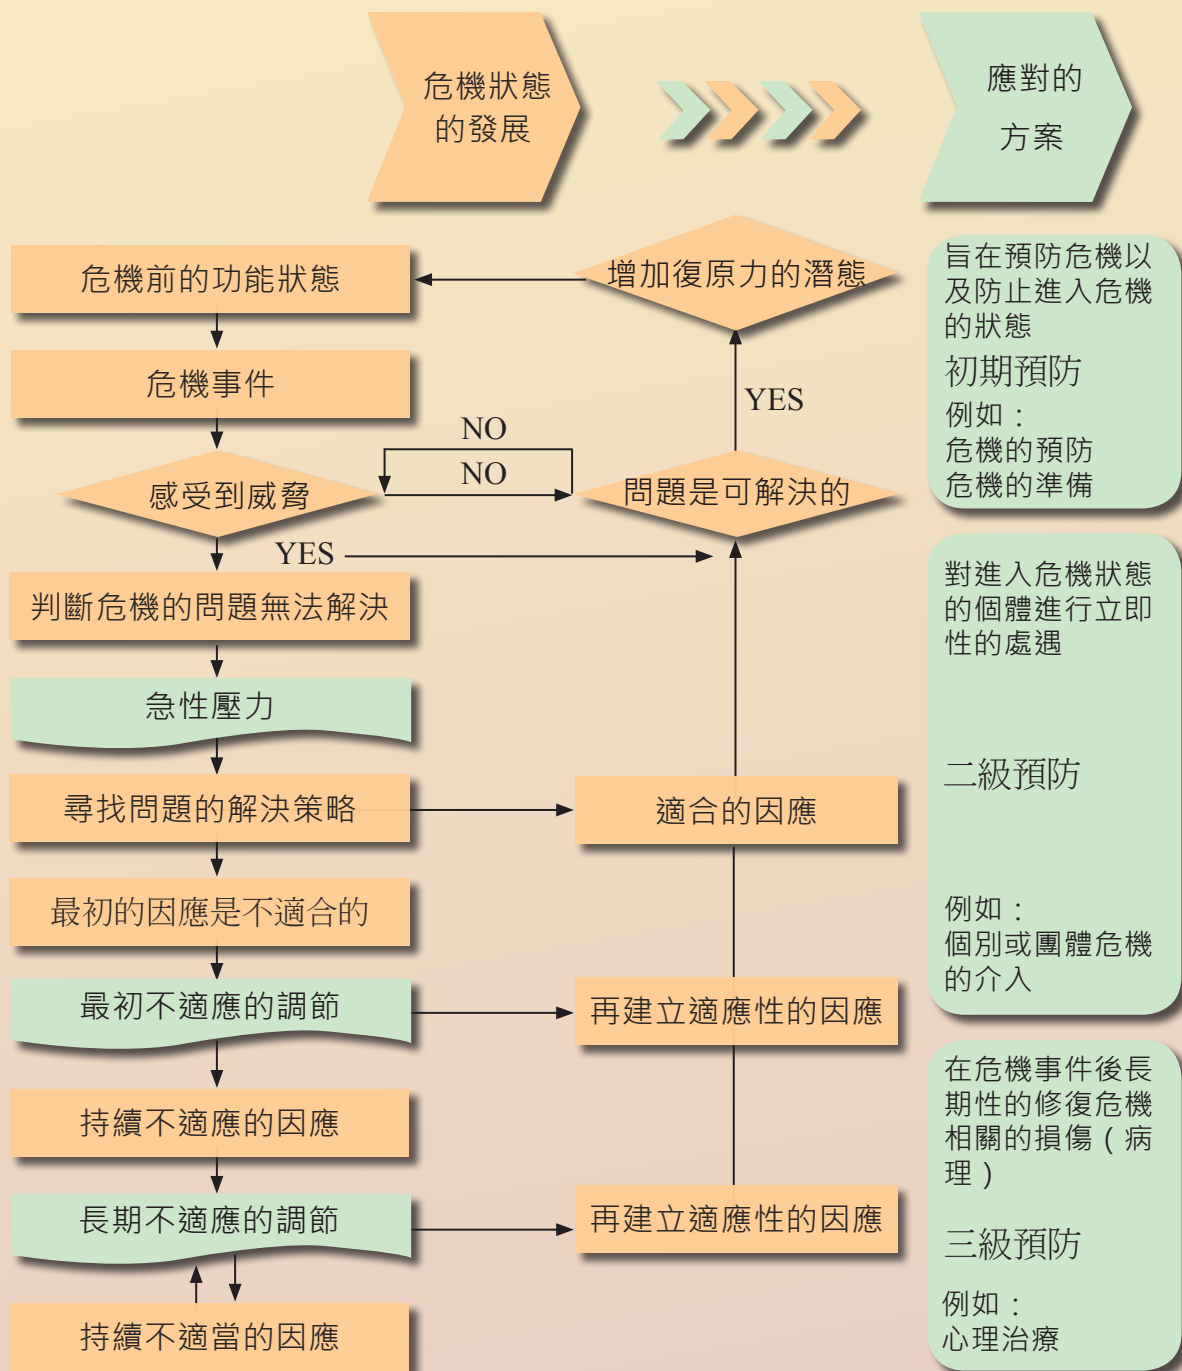 危機狀態
的發展
應對的
方案
危機前的功能狀態
增加復原力的潛態
旨在預防危機以
及防止進入危機
的狀態
初期預防
例如：
危機的預防
危機的準備
危機事件
YES
NO
NO
感受到威脅
問題是可解決的
YES
判斷危機的問題無法解決
對進入危機狀態
的個體進行立即
性的處遇
二級預防
例如：
個別或團體危機
的介入
急性壓力
尋找問題的解決策略
適合的因應
最初的因應是不適合的
最初不適應的調節
再建立適應性的因應
持續不適應的因應
長期不適應的調節
再建立適應性的因應
持續不適當的因應
在危機事件後長
期性的修復危機
相關的損傷（病
理）
三級預防
例如：
心理治療